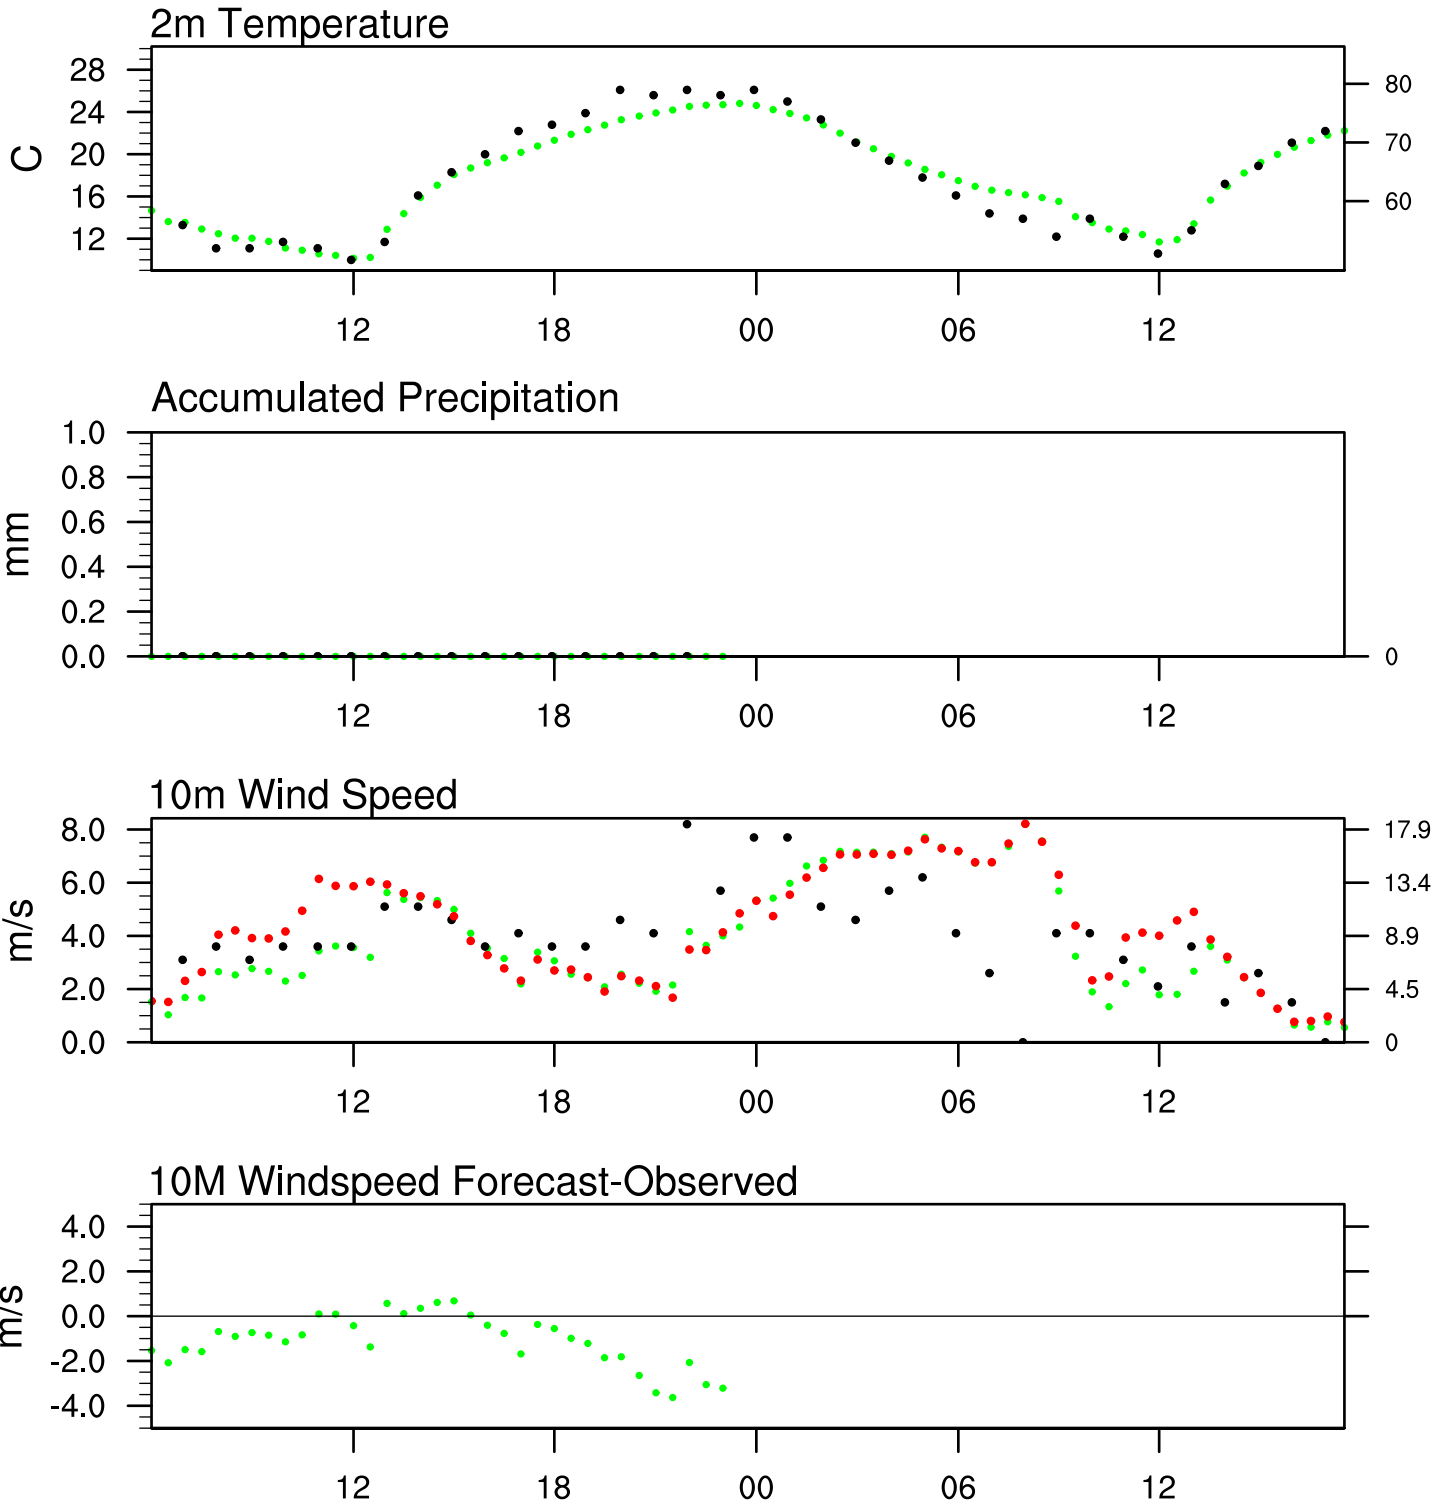 2m Temperature
28
24
20
16
12
C
80
70
60
12 18 00 06 12
Accumulated Precipitation
1.0
0.8
0.6
0.4
0.2
0.0
mm
0
12 18 00 06 12
10m Wind Speed
8.0
6.0
4.0
2.0
0.0
m/s
17.9
13.4
8.9
4.5
0
12 18 00 06 12
10M Windspeed Forecast-Observed
4.0
2.0
0.0
-2.0
-4.0
m/s
12 18 00 06 12